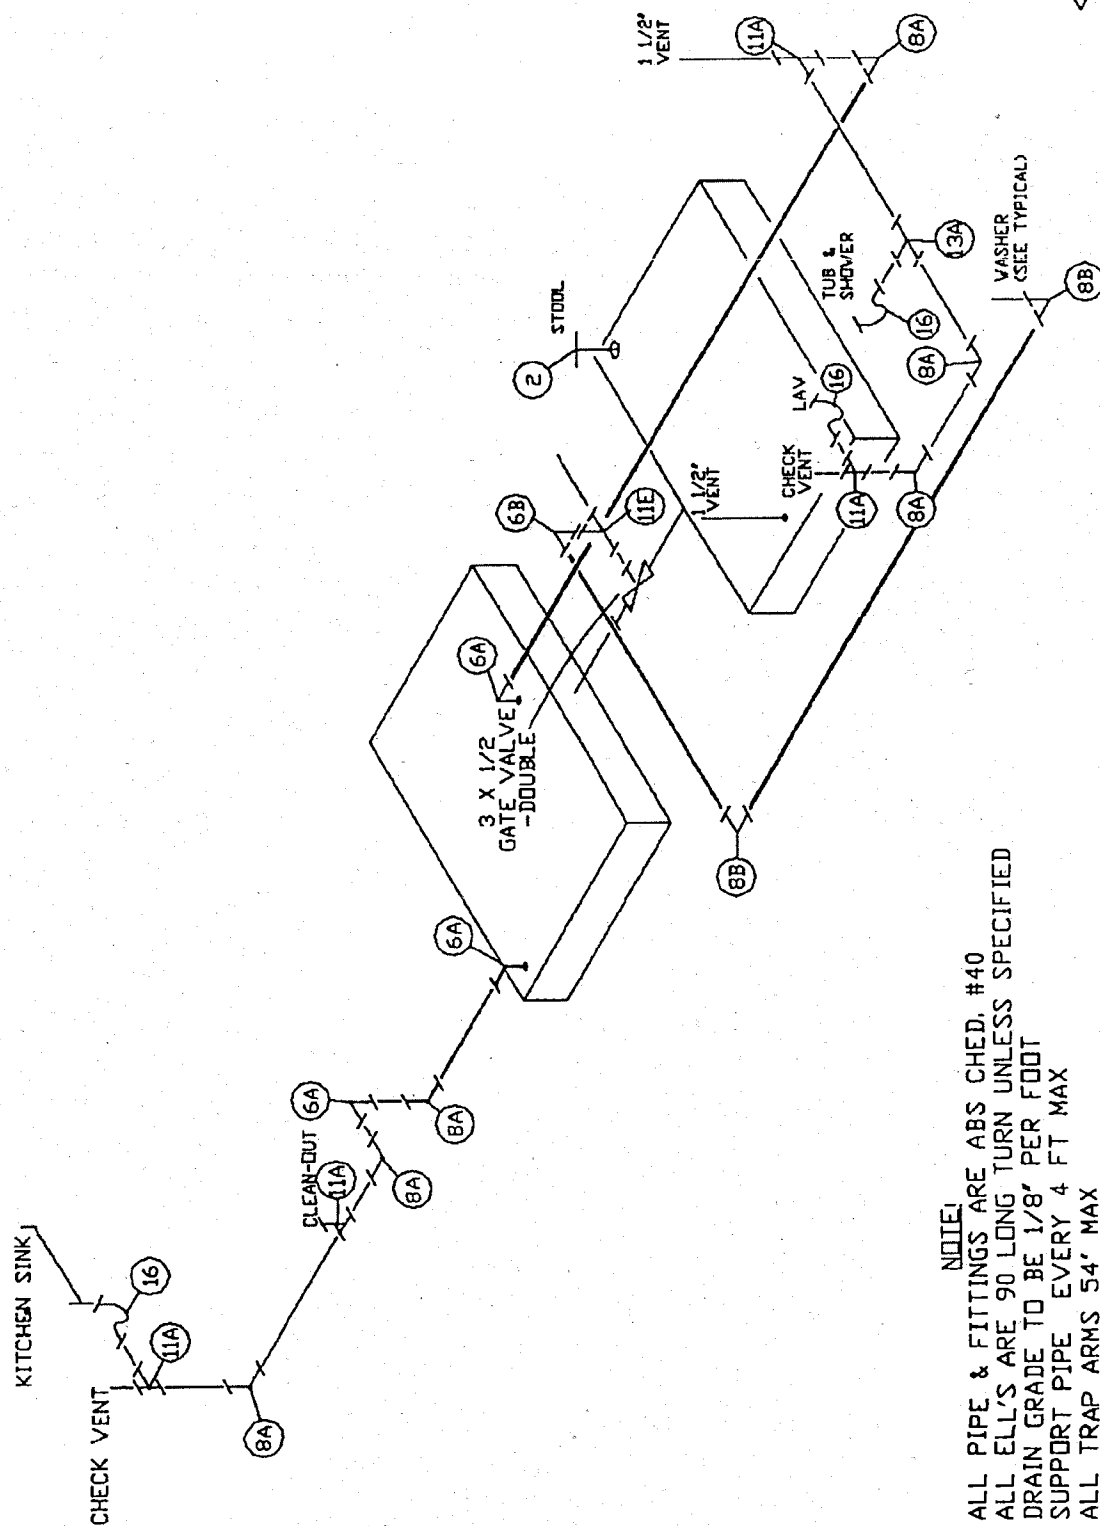 KITCHEN SINK
16
CHECK VENT
11A
8A
CLEAN-OUT
11A
8A
6A
8A
6A
3 X 1/2
GATE VALVE
-DOUBLE
6A
6B
11E
8B
2
STOOL
1 1/2"
VENT
CHECK
VENT
LAV
16
11A
8A
TUB &
SHOWER
16
8A
13A
1 1/2"
VENT
11A
8A
WASHER
(SEE TYPICAL)
8B
NOTE:
ALL PIPE & FITTINGS ARE ABS CHED. #40
ALL ELL'S ARE 90 LONG TURN UNLESS SPECIFIED
DRAIN GRADE TO BE 1/8" PER FOOT
SUPPORT PIPE EVERY 4 FT MAX
ALL TRAP ARMS 54" MAX